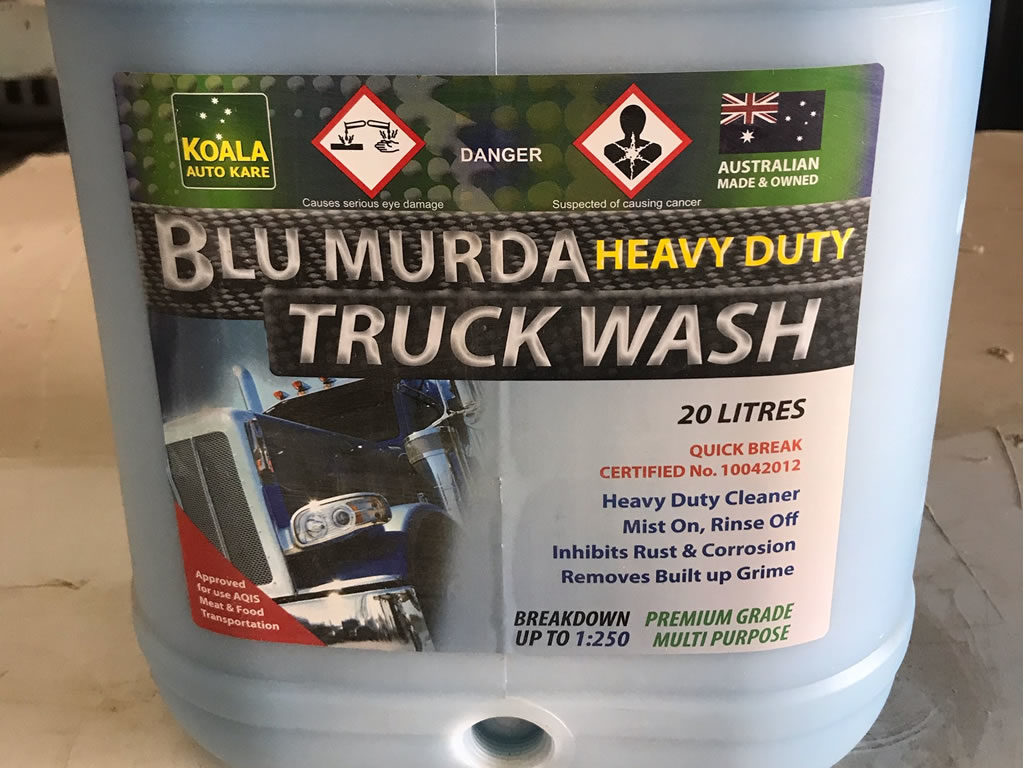 KOALA
AUTO KARE
DANGER
AUSTRALIAN
MADE & OWNED
Causes serious eye damage
Suspected of causing cancer
BLU MURDA HEAVY DUTY
TRUCK WASH
20 LITRES
QUICK BREAK
CERTIFIED No. 10042012
Heavy Duty Cleaner
Mist On, Rinse Off
Inhibits Rust & Corrosion
Removes Built up Grime
Approved
for use AQIS
Meat & Food
Transportation
BREAKDOWN
UP TO 1:250
PREMIUM GRADE
MULTI PURPOSE